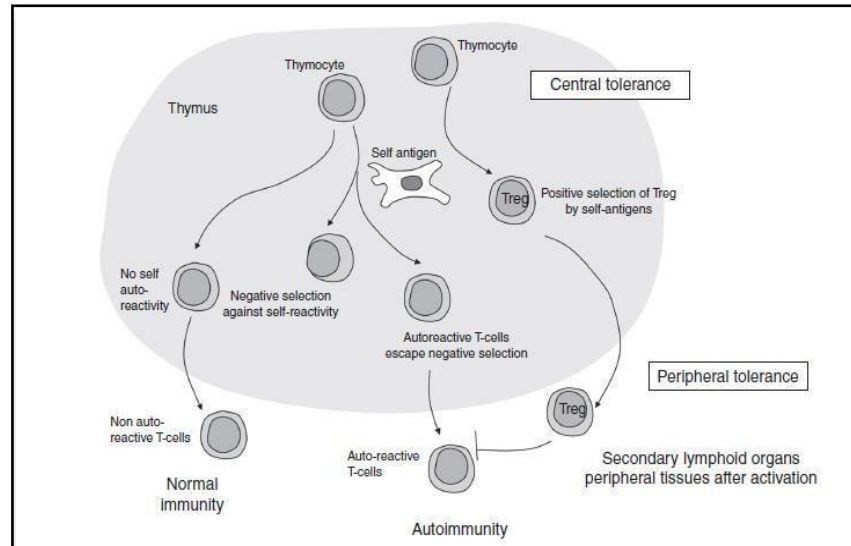 Thymocyte
Thymocyte
Central tolerance
Thymus
Self antigen
Treg
Positive selection of Treg
by self-antigens
No self
auto-
reactivity
Negative selection
against self-reactivity
Autoreactive T-cells
escape negative selection
Peripheral tolerance
Treg
Non auto-
reactive T-cells
Auto-reactive
T-cells
Secondary lymphoid organs
peripheral tissues after activation
Normal
immunity
Autoimmunity